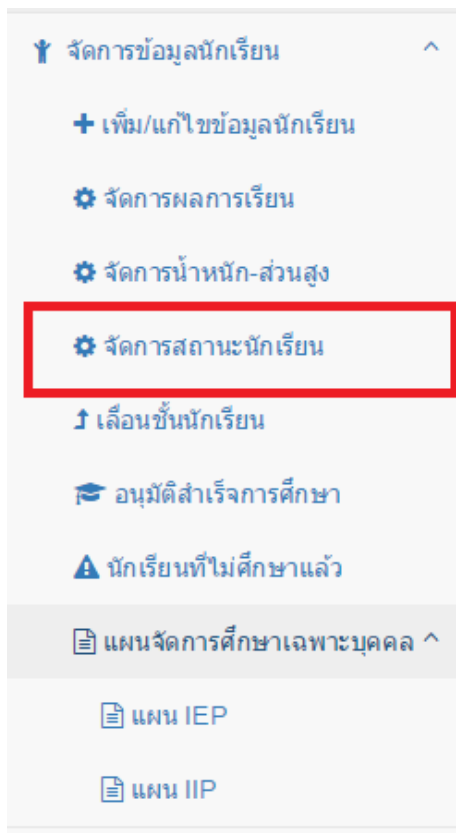 จัดการข้อมูลนักเรียน
เพิ่ม/แก้ไขข้อมูลนักเรียน
จัดการผลการเรียน
จัดการน้ำหนัก-ส่วนสูง
จัดการสถานะนักเรียน
เลื่อนชั้นนักเรียน
อนุมัติสำเร็จการศึกษา
นักเรียนที่ไม่ศึกษาแล้ว
แผนจัดการศึกษาเฉพาะบุคคล
แผน IEP
แผน IIP